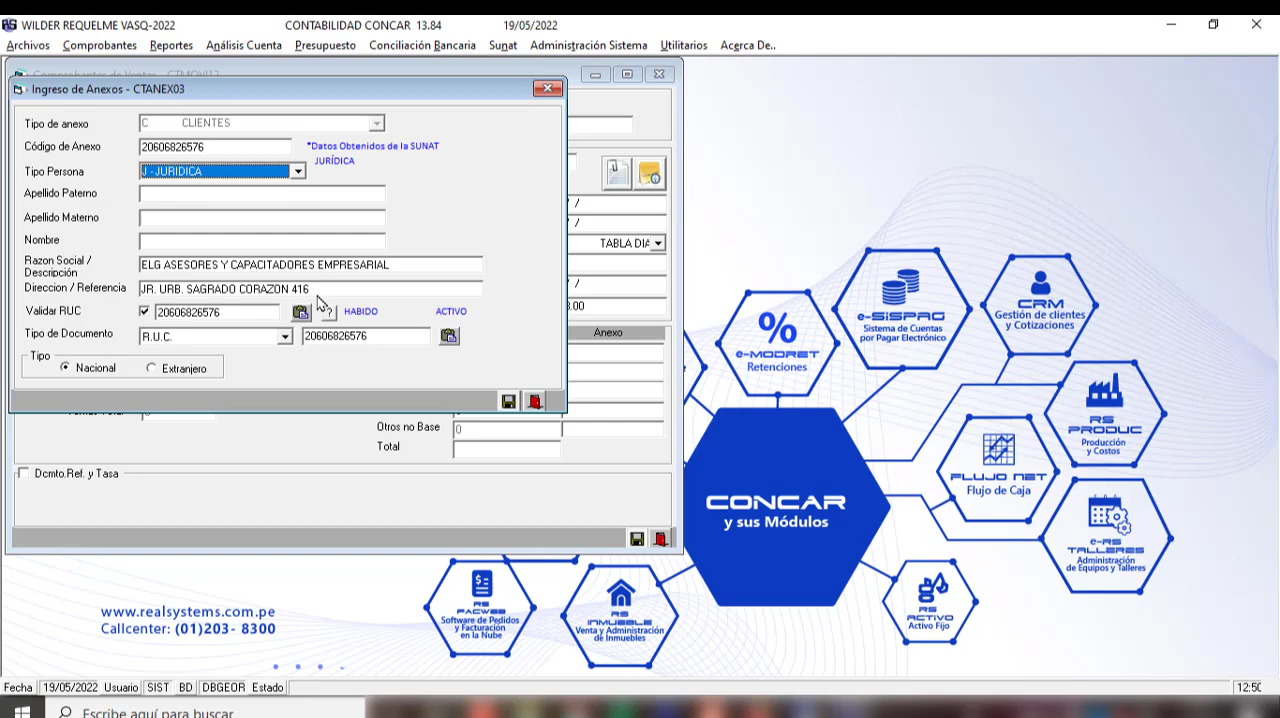 WILDER REQUELME VASQ-2022 CONTABILIDAD CONCAR 13.84 19/05/2022
Archivos Comprobantes Reportes Análisis Cuenta Presupuesto Conciliación Bancaria Sunat Administración Sistema Utilitarios Acerca De..
Ingreso de Anexos - CTANEX03
Tipo de anexo C CLIENTES
Código de Anexo 20606826576 *Datos Obtenidos de la SUNAT
JURÍDICA
Tipo Persona J - JURIDICA
Apellido Paterno
Apellido Materno
Nombre
Razon Social /
Descripción ELG ASESORES Y CAPACITADORES EMPRESARIAL
Direccion / Referencia JR. URB. SAGRADO CORAZON 416
Validar RUC 20606826576 ? HABIDO ACTIVO
Tipo de Documento R.U.C. 20606826576
Tipo
Nacional Extranjero
/
/
TABLA DIA
/
Anexo
Otros no Base 0
Total
Dcmto.Ref. y Tasa
%
e-MODRET
Retenciones
e-SISPAG
Sistema de Cuentas
por Pagar Electrónico
CRM
Gestión de clientes
y Cotizaciones
RS
PRODUC
Producción
y Costos
FLUJO NET
Flujo de Caja
CONCAR
y sus Módulos
e-RS
TALLERES
Administración
de Equipos y Talleres
RS
ACTIVO
Activo Fijo
RS
INMUEBLE
Venta y Administración
de Inmuebles
RS
FACWEB
Software de Pedidos
y Facturación
en la Nube
www.realsystems.com.pe
Callcenter: (01)203- 8300
Fecha 19/05/2022 Usuario SIST BD DBGEOR Estado 12:50
Escribe aquí para buscar